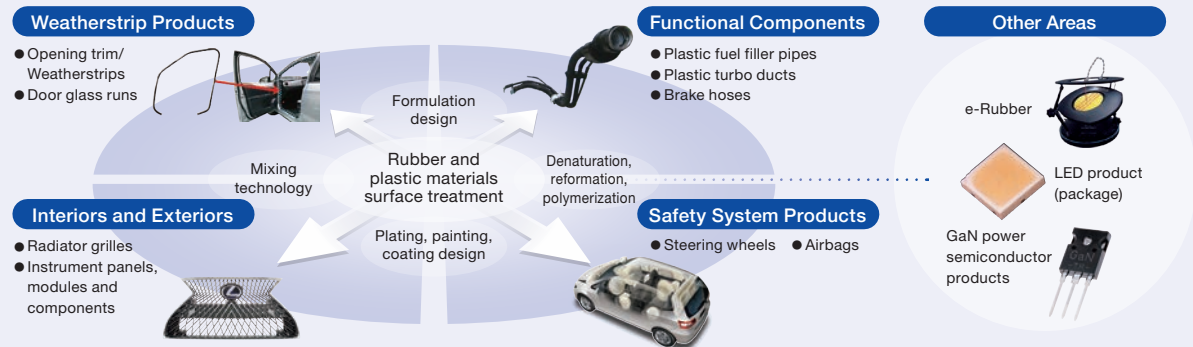 Weatherstrip Products
● Opening trim/
Weatherstrips
● Door glass runs
Functional Components
● Plastic fuel filler pipes
● Plastic turbo ducts
● Brake hoses
Other Areas
e-Rubber
LED product
(package)
GaN power
semiconductor
products
GaN
Formulation
design
Mixing
technology
Rubber and
plastic materials
surface treatment
Denaturation,
reformation,
polymerization
Plating, painting,
coating design
Interiors and Exteriors
● Radiator grilles
● Instrument panels,
modules and
components
Safety System Products
● Steering wheels ● Airbags